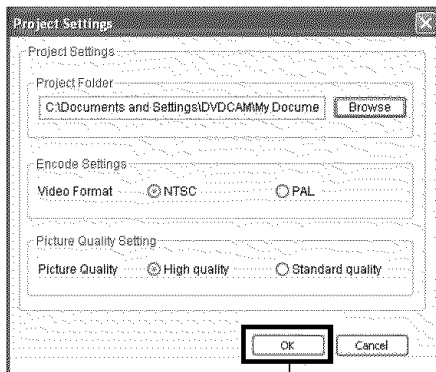 Project Settings
Project Settings
Project Folder
C:\Documents and Settings\DVDCAM\My Docume Browse
Encode Settings
Video Format NTSC PAL
Picture Quality Setting
Picture Quality High quality Standard quality
OK Cancel